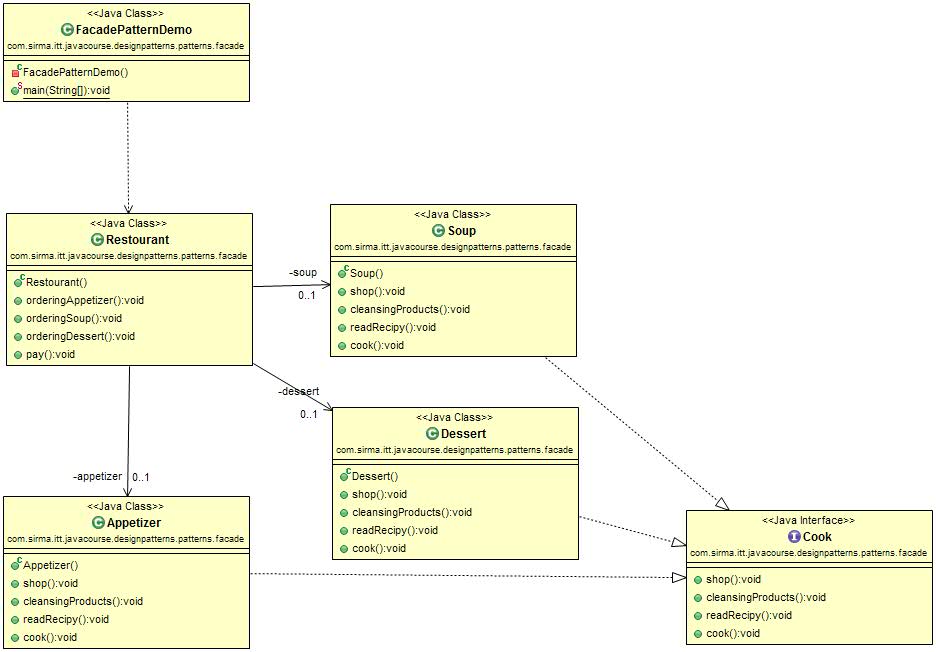 <<Java Class>>
FacadePatternDemo
com.sirma.itt.javacourse.designpatterns.patterns.facade
FacadePatternDemo()
main(String[]):void
<<Java Class>>
Restourant
com.sirma.itt.javacourse.designpatterns.patterns.facade
Restourant()
orderingAppetizer():void
orderingSoup():void
orderingDessert():void
pay():void
-soup
0..1
<<Java Class>>
Soup
com.sirma.itt.javacourse.designpatterns.patterns.facade
Soup()
shop():void
cleansingProducts():void
readRecipy():void
cook():void
-dessert
0..1
<<Java Class>>
Dessert
com.sirma.itt.javacourse.designpatterns.patterns.facade
Dessert()
shop():void
cleansingProducts():void
readRecipy():void
cook():void
-appetizer 0..1
<<Java Class>>
Appetizer
com.sirma.itt.javacourse.designpatterns.patterns.facade
Appetizer()
shop():void
cleansingProducts():void
readRecipy():void
cook():void
<<Java Interface>>
Cook
com.sirma.itt.javacourse.designpatterns.patterns.facade
shop():void
cleansingProducts():void
readRecipy():void
cook():void